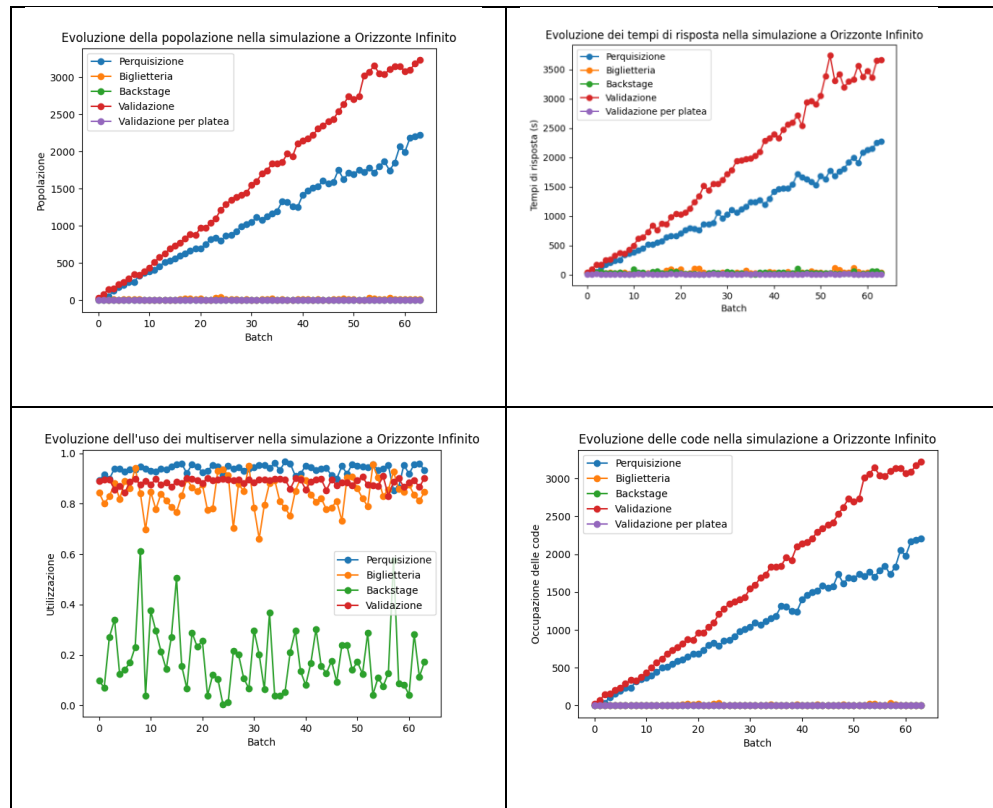 Evoluzione della popolazione nella simulazione a Orizzonte Infinito
Perquisizione
Biglietteria
Backstage
Validazione
Validazione per platea
Popolazione
3000
2500
2000
1500
1000
500
0
0 10 20 30 40 50 60
Batch
Evoluzione dei tempi di risposta nella simulazione a Orizzonte Infinito
Perquisizione
Biglietteria
Backstage
Validazione
Validazione per platea
Tempi di risposta (s)
3500
3000
2500
2000
1500
1000
500
0
0 10 20 30 40 50 60
Batch
Evoluzione dell'uso dei multiserver nella simulazione a Orizzonte Infinito
Perquisizione
Biglietteria
Backstage
Validazione
Utilizzazione
1.0
0.8
0.6
0.4
0.2
0.0
0 10 20 30 40 50 60
Batch
Evoluzione delle code nella simulazione a Orizzonte Infinito
Perquisizione
Biglietteria
Backstage
Validazione
Validazione per platea
Occupazione delle code
3000
2500
2000
1500
1000
500
0
0 10 20 30 40 50 60
Batch